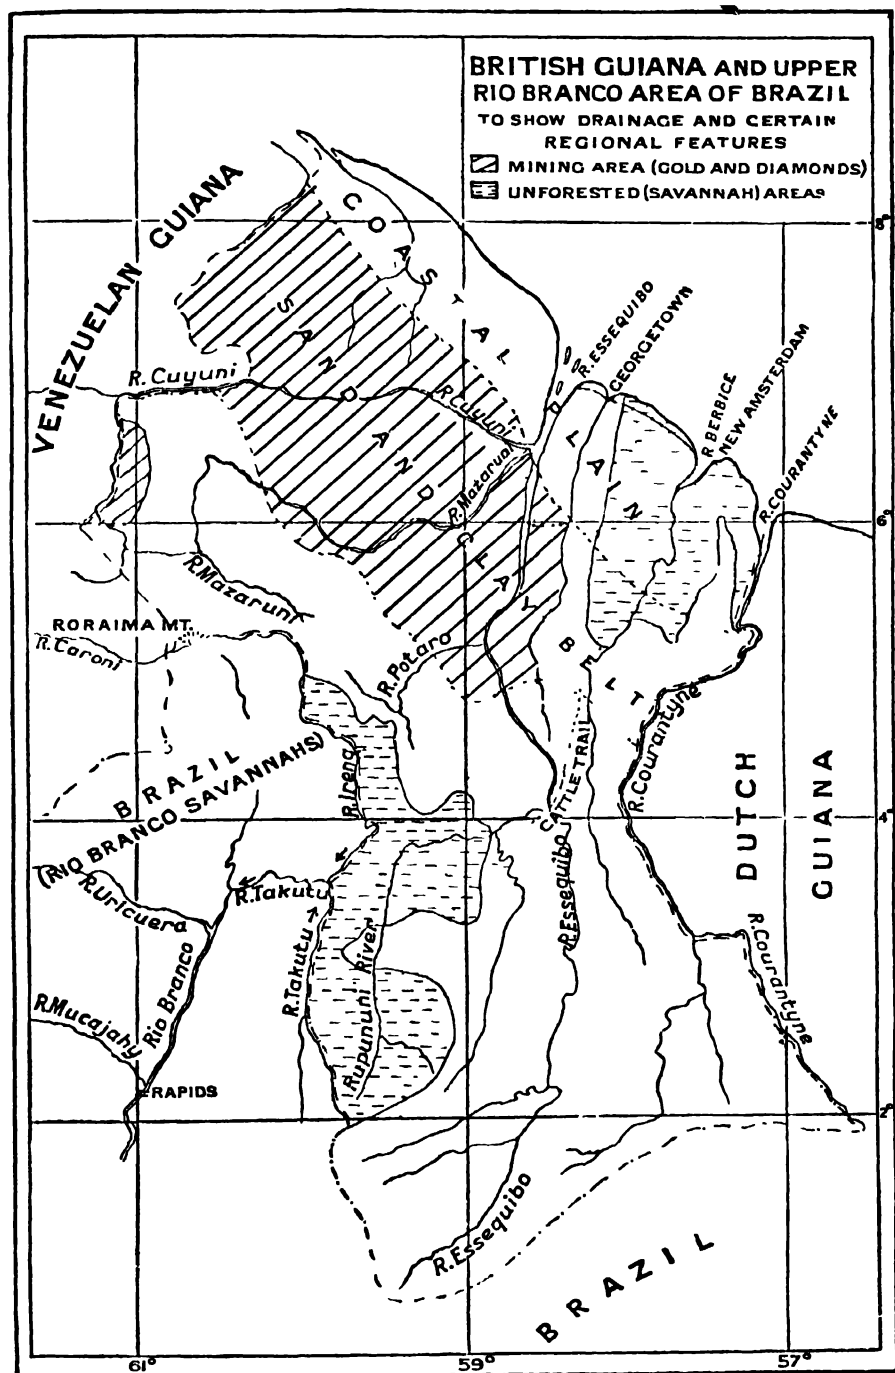 BRITISH GUIANA AND UPPER
RIO BRANCO AREA OF BRAZIL
TO SHOW DRAINAGE AND CERTAIN
REGIONAL FEATURES
MINING AREA (GOLD AND DIAMONDS)
UNFORESTED (SAVANNAH) AREAS
8°
VENEZUELAN GUIANA
COASTAL PLAIN
SAND AND CLAY BELT
R. ESSEQUIBO
GEORGETOWN
R BERBICE
NEW AMSTERDAM
R. COURANTYNE
R. Cuyuni
R. Cuyuni
R. Mazaruni
6°
R. Mazaruni
RORAIMA MT.
R. Caroni
R. Potaro
R. Ireng
CATTLE TRAIL
R. Courantyne
DUTCH
GUIANA
BRAZIL
(RIO BRANCO SAVANNAHS)
4°
R. Uricuera
R. Takutu
R. Takutu
Rupununi River
R. Essequibo
R. Courantyne
Rio Branco
R. Mucajahy
RAPIDS
2°
R. Essequibo
BRAZIL
61°
59°
57°